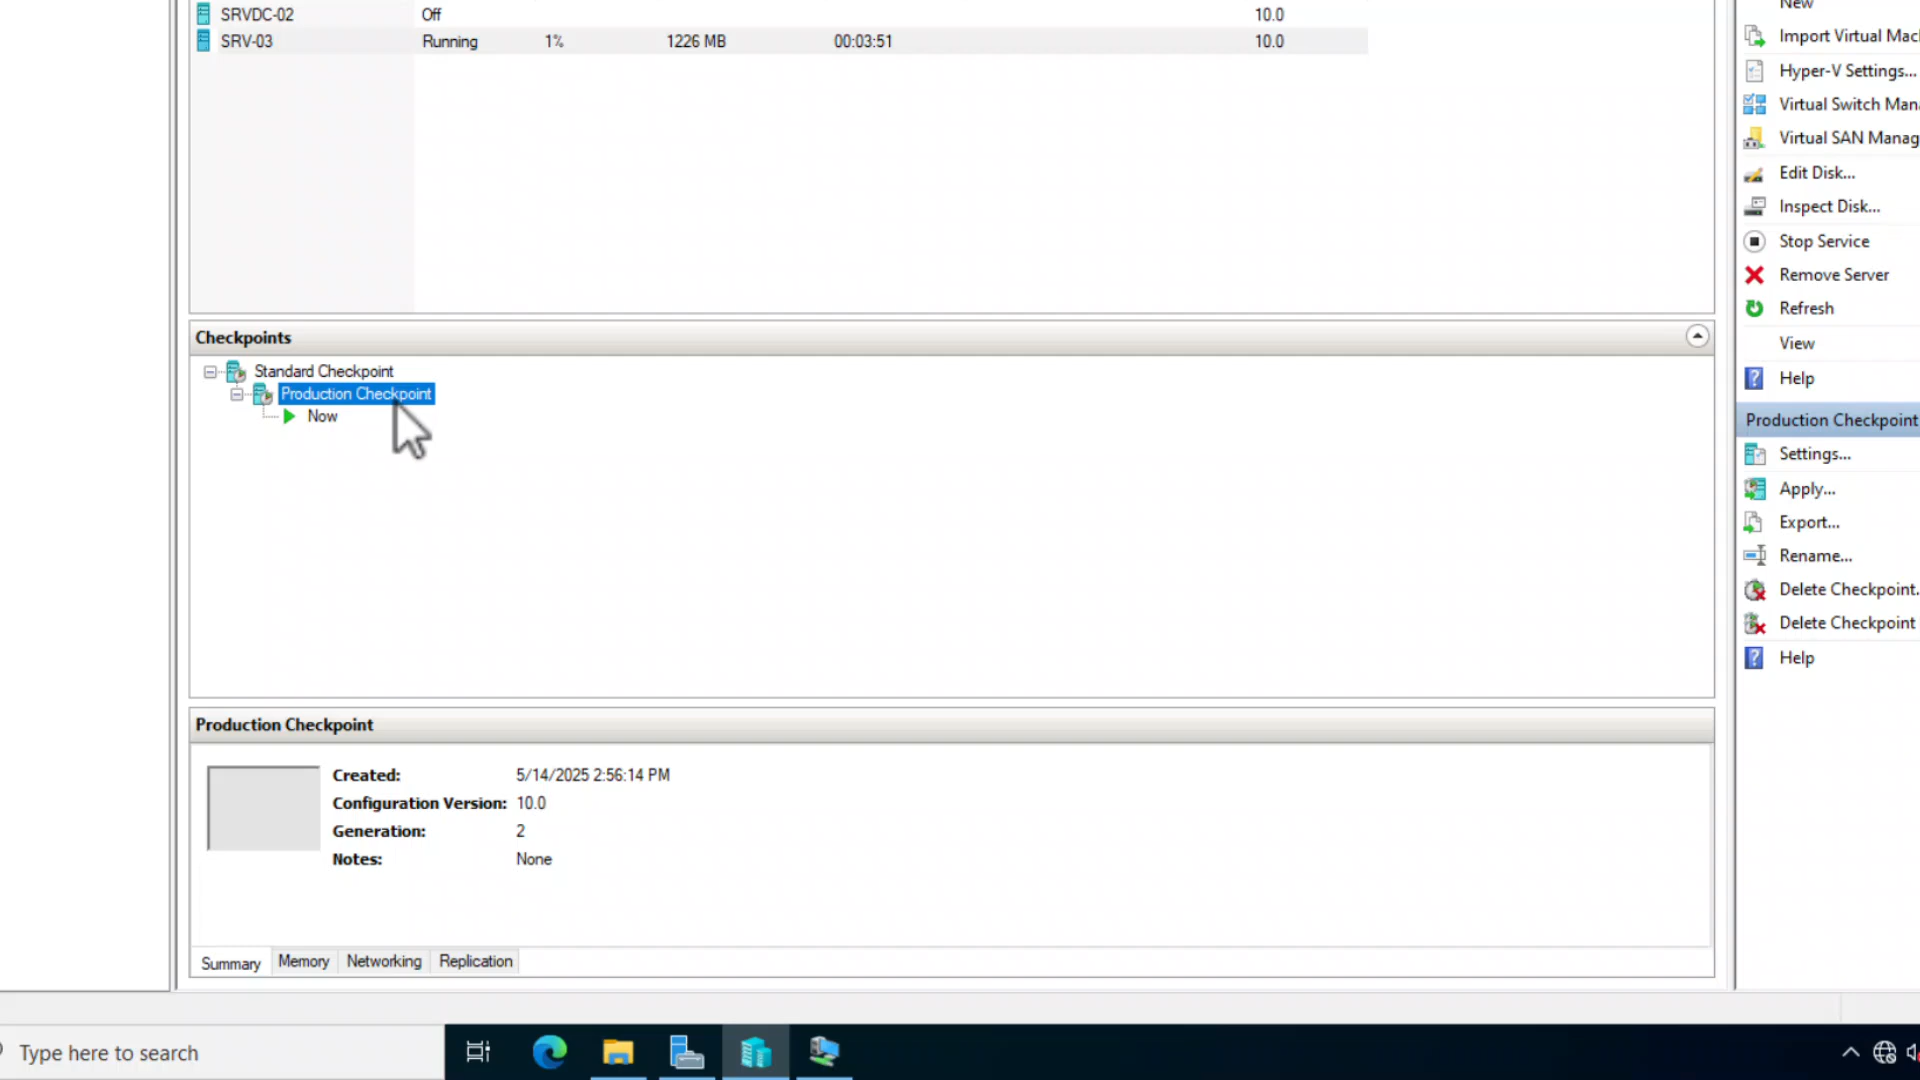 SRVDC-02 Off 10.0
SRV-03 Running 1% 1226 MB 00:03:51 10.0
Checkpoints
Standard Checkpoint
Production Checkpoint
Now
Production Checkpoint
Created: 5/14/2025 2:56:14 PM
Configuration Version: 10.0
Generation: 2
Notes: None
Summary Memory Networking Replication
New
Import Virtual Mac
Hyper-V Settings...
Virtual Switch Man
Virtual SAN Manag
Edit Disk...
Inspect Disk...
Stop Service
Remove Server
Refresh
View
Help
Production Checkpoint
Settings...
Apply...
Export...
Rename...
Delete Checkpoint.
Delete Checkpoint
Help
Type here to search